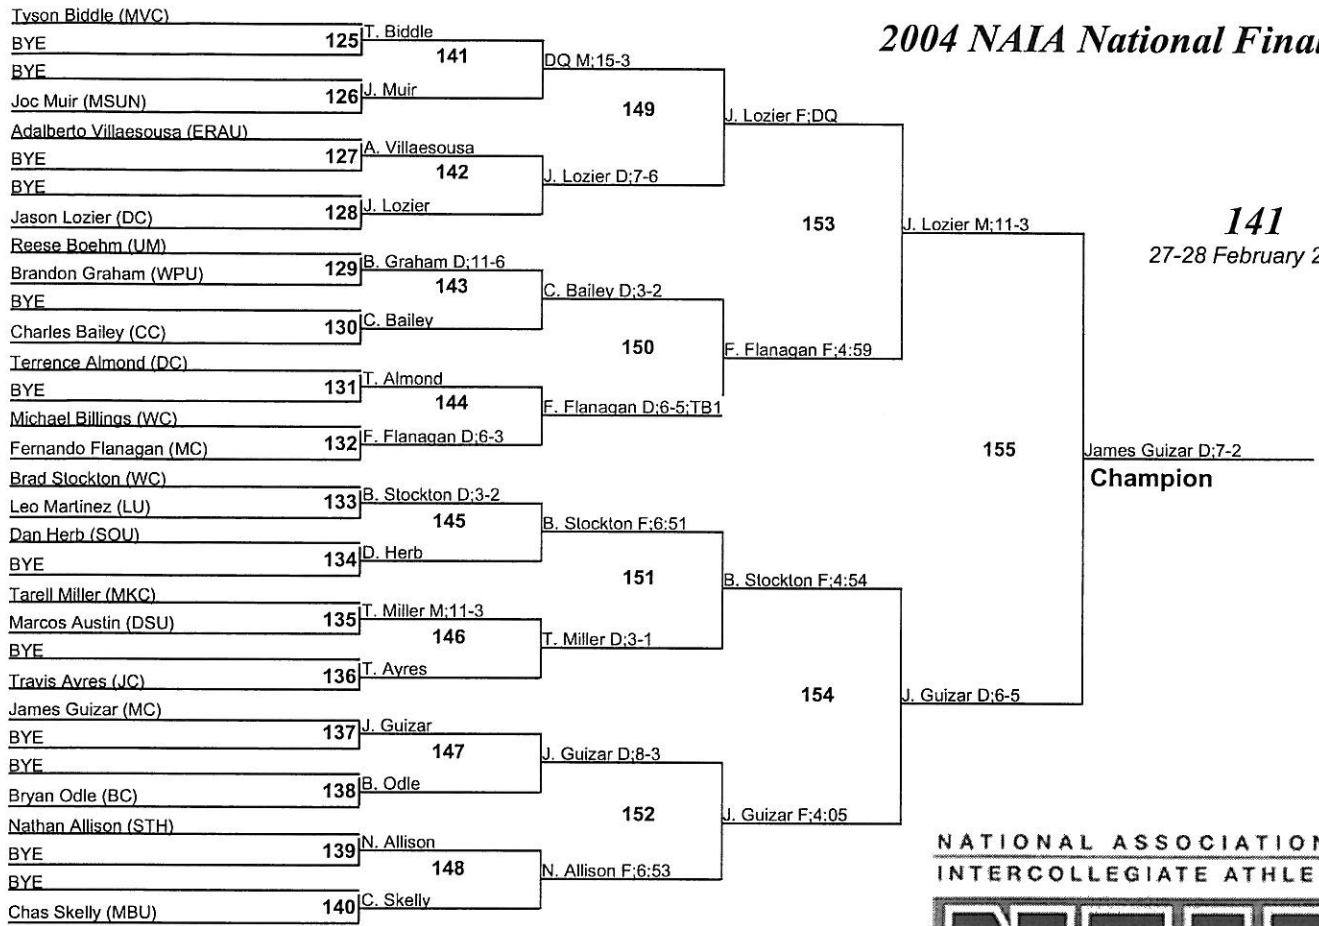 2004 NAIA National Final
141
27-28 February 2
Tyson Biddle (MVC)
BYE
125
BYE
Joc Muir (MSUN)
126
Adalberto Villaesousa (ERAU)
BYE
127
BYE
Jason Lozier (DC)
128
Reese Boehm (UM)
Brandon Graham (WPU)
129
BYE
Charles Bailey (CC)
130
Terrence Almond (DC)
BYE
131
Michael Billings (WC)
Fernando Flanagan (MC)
132
Brad Stockton (WC)
Leo Martinez (LU)
133
Dan Herb (SOU)
BYE
134
Tarell Miller (MKC)
Marcos Austin (DSU)
135
BYE
Travis Ayres (JC)
136
James Guizar (MC)
BYE
137
BYE
Bryan Odle (BC)
138
Nathan Allison (STH)
BYE
139
BYE
Chas Skelly (MBU)
140
T. Biddle
141
J. Muir
A. Villaesousa
142
J. Lozier
B. Graham D;11-6
143
C. Bailey
T. Almond
144
F. Flanagan D;6-3
B. Stockton D;3-2
145
D. Herb
T. Miller M;11-3
146
T. Ayres
J. Guizar
147
B. Odle
N. Allison
148
C. Skelly
DQ M;15-3
149
J. Lozier D;7-6
C. Bailey D;3-2
150
F. Flanagan D;6-5;TB1
B. Stockton F;6:51
151
T. Miller D;3-1
J. Guizar D;8-3
152
N. Allison F;6:53
J. Lozier F;DQ
153
F. Flanagan F;4:59
B. Stockton F;4:54
154
J. Guizar F;4:05
J. Lozier M;11-3
155
J. Guizar D;6-5
James Guizar D;7-2
Champion
NATIONAL ASSOCIATION
INTERCOLLEGIATE ATHLE